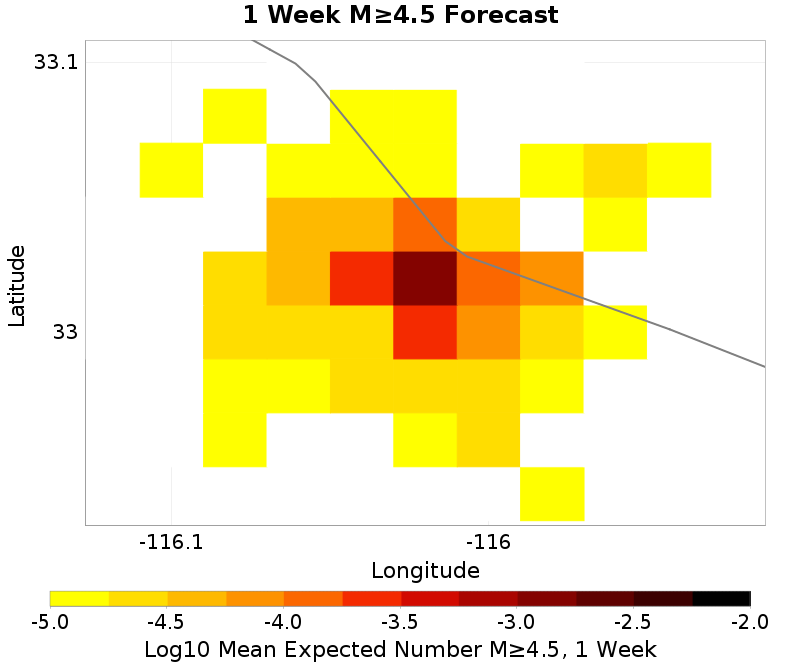 1 Week M≥4.5 Forecast
33.1
33
Latitude
-116.1 -116
Longitude
-5.0 -4.5 -4.0 -3.5 -3.0 -2.5 -2.0
Log10 Mean Expected Number M≥4.5, 1 Week